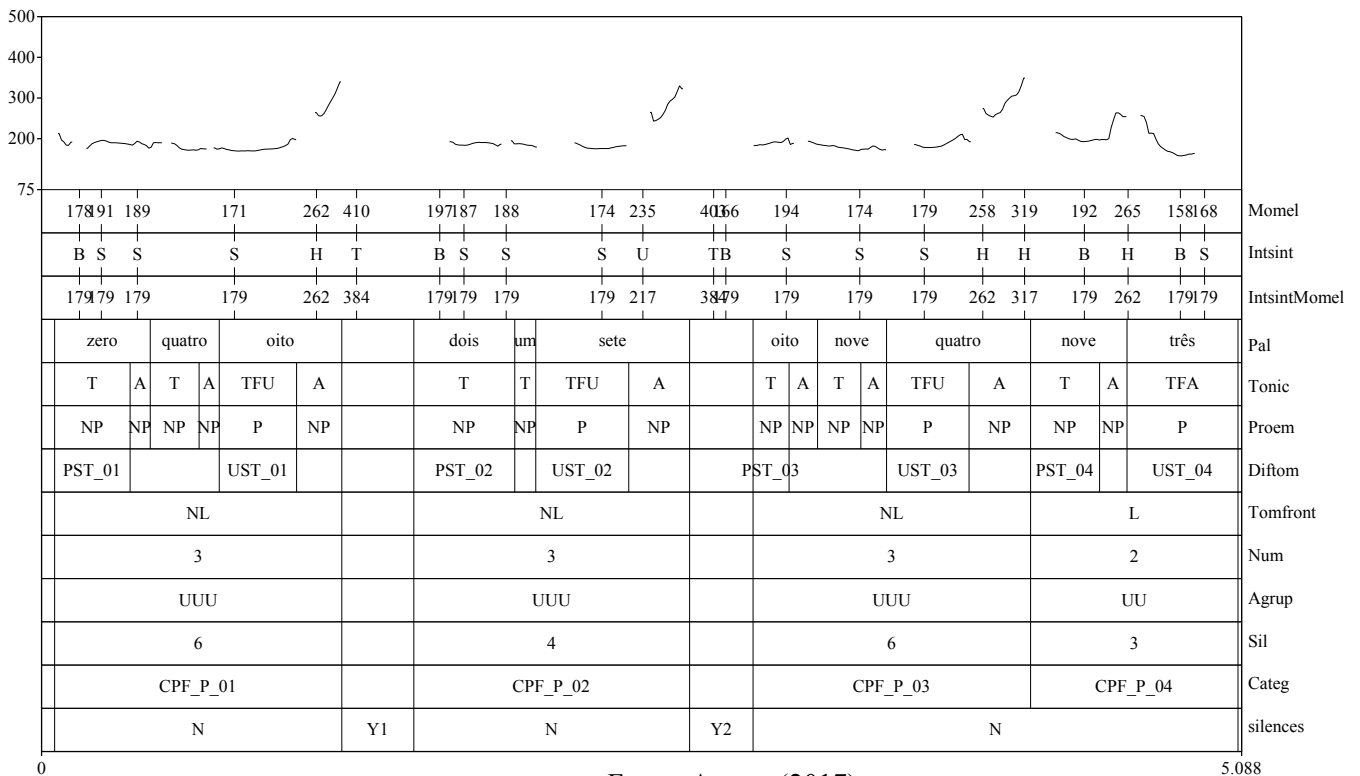 500
400
300
200
75
178 191 189 171 262 410 197 187 188 174 235 403 166 194 174 179 258 319 192 265 158 168 Momel
B S S S H T B S S S U T B S S S H H B H B S Intsint
179 179 179 179 262 384 179 179 179 179 217 384 179 179 179 179 262 317 179 262 179 179 IntsintMomel
zero quatro oito dois um sete oito nove quatro nove três Pal
T A T A TFU A T T TFU A T A T A TFU A T A TFA Tonic
NP NP NP NP P NP NP NP P NP NP NP NP NP P NP NP NP P Proem
PST_01 UST_01 PST_02 UST_02 PST_03 UST_03 PST_04 UST_04 Diftom
NL NL NL L Tomfront
3 3 3 2 Num
UUU UUU UUU UU Agrup
6 4 6 3 Sil
CPF_P_01 CPF_P_02 CPF_P_03 CPF_P_04 Categ
N Y1 N Y2 N silences
0 5.088
(2017)